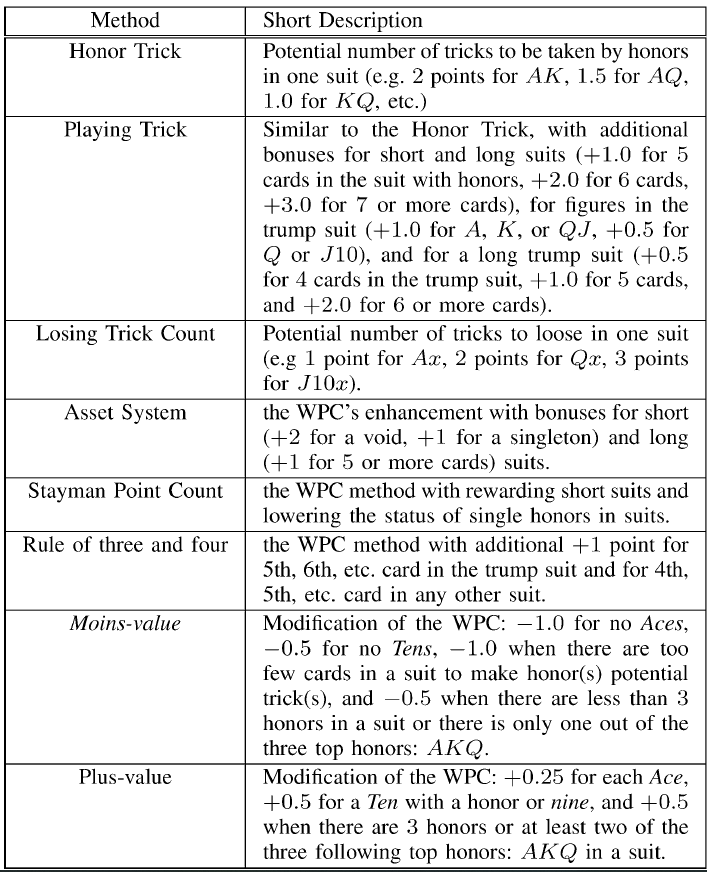 Method Short Description
Honor Trick Potential number of tricks to be taken by honors
in one suit (e.g. 2 points for AK, 1.5 for AQ,
1.0 for KQ, etc.)
Playing Trick Similar to the Honor Trick, with additional
bonuses for short and long suits (+1.0 for 5
cards in the suit with honors, +2.0 for 6 cards,
+3.0 for 7 or more cards), for figures in the
trump suit (+1.0 for A, K, or QJ, +0.5 for
Q or J10), and for a long trump suit (+0.5
for 4 cards in the trump suit, +1.0 for 5 cards,
and +2.0 for 6 or more cards).
Losing Trick Count Potential number of tricks to loose in one suit
(e.g 1 point for Ax, 2 points for Qx, 3 points
for J10x).
Asset System the WPC's enhancement with bonuses for short
(+2 for a void, +1 for a singleton) and long
(+1 for 5 or more cards) suits.
Stayman Point Count the WPC method with rewarding short suits and
lowering the status of single honors in suits.
Rule of three and four the WPC method with additional +1 point for
5th, 6th, etc. card in the trump suit and for 4th,
5th, etc. card in any other suit.
Moins-value Modification of the WPC: −1.0 for no Aces,
−0.5 for no Tens, −1.0 when there are too
few cards in a suit to make honor(s) potential
trick(s), and −0.5 when there are less than 3
honors in a suit or there is only one out of the
three top honors: AKQ.
Plus-value Modification of the WPC: +0.25 for each Ace,
+0.5 for a Ten with a honor or nine, and +0.5
when there are 3 honors or at least two of the
three following top honors: AKQ in a suit.